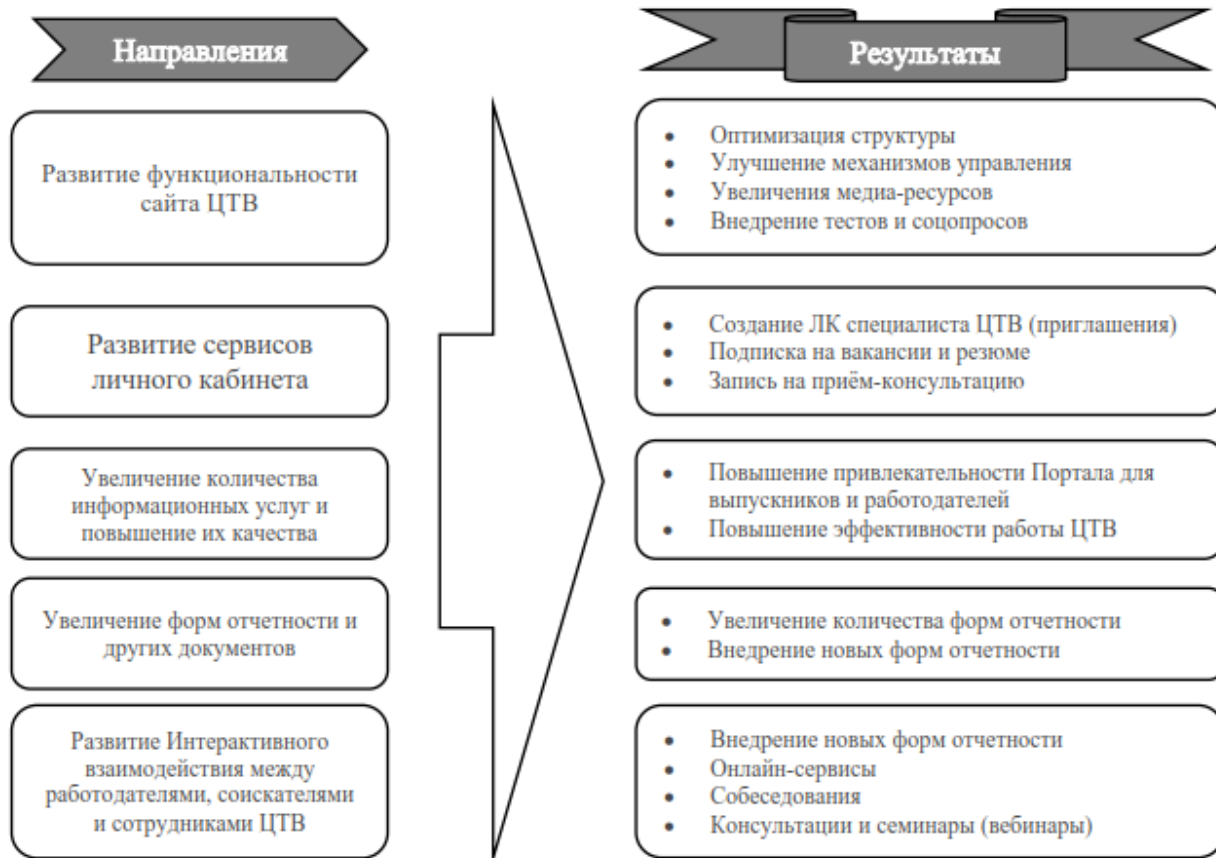 Направления
Результаты
Развитие функциональности
сайта ЦТВ
• Оптимизация структуры
• Улучшение механизмов управления
• Увеличения медиа-ресурсов
• Внедрение тестов и соцопросов
Развитие сервисов
личного кабинета
• Создание ЛК специалиста ЦТВ (приглашения)
• Подписка на вакансии и резюме
• Запись на приём-консультацию
Увеличение количества
информационных услуг и
повышение их качества
• Повышение привлекательности Портала для
выпускников и работодателей
• Повышение эффективности работы ЦТВ
Увеличение форм отчетности и
других документов
• Увеличение количества форм отчетности
• Внедрение новых форм отчетности
Развитие Интерактивного
взаимодействия между
работодателями, соискателями
и сотрудниками ЦТВ
• Внедрение новых форм отчетности
• Онлайн-сервисы
• Собеседования
• Консультации и семинары (вебинары)